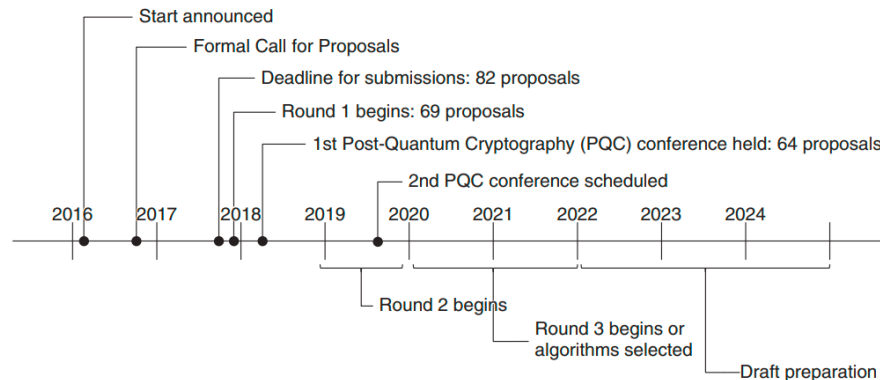 Start announced
Formal Call for Proposals
Deadline for submissions: 82 proposals
Round 1 begins: 69 proposals
1st Post-Quantum Cryptography (PQC) conference held: 64 proposals
2nd PQC conference scheduled
2016 2017 2018 2019 2020 2021 2022 2023 2024
Round 2 begins
Round 3 begins or
algorithms selected
Draft preparation